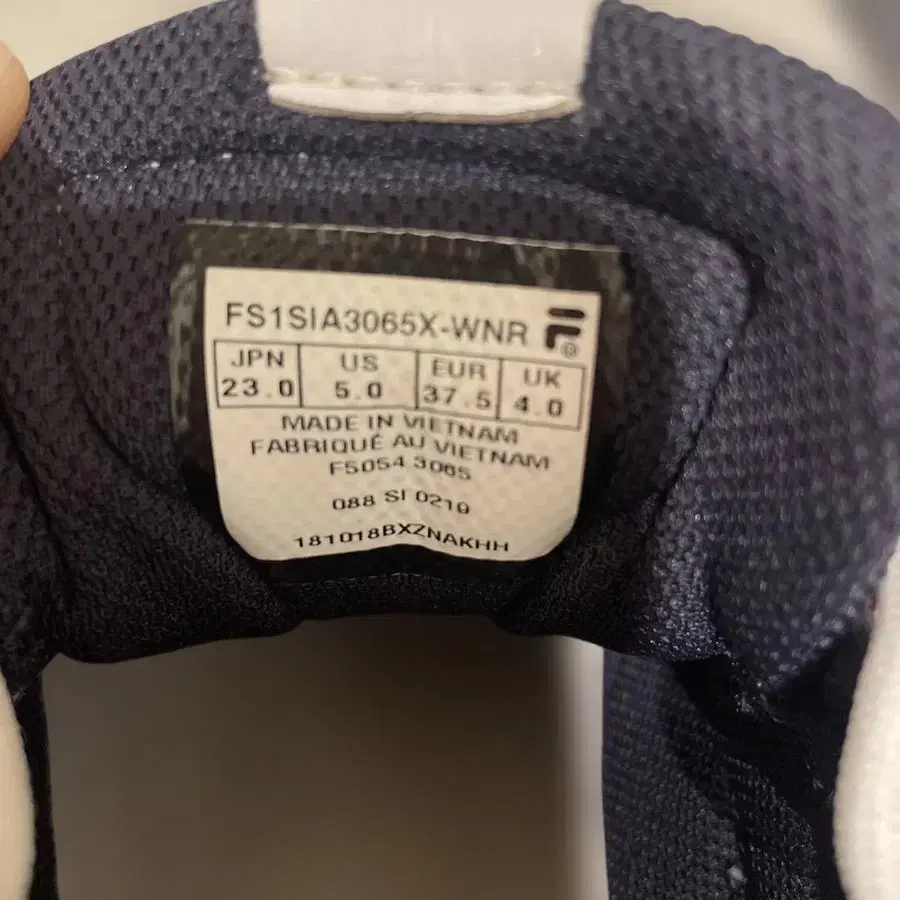 FS1SIA3065X-WNR F
JPN US EUR UK
23.0 5.0 37.5 4.0
MADE IN VIETNAM
FABRIQUÉ AU VIETNAM
FS054 3065
088 SI 0219
181018BXZNAKHH